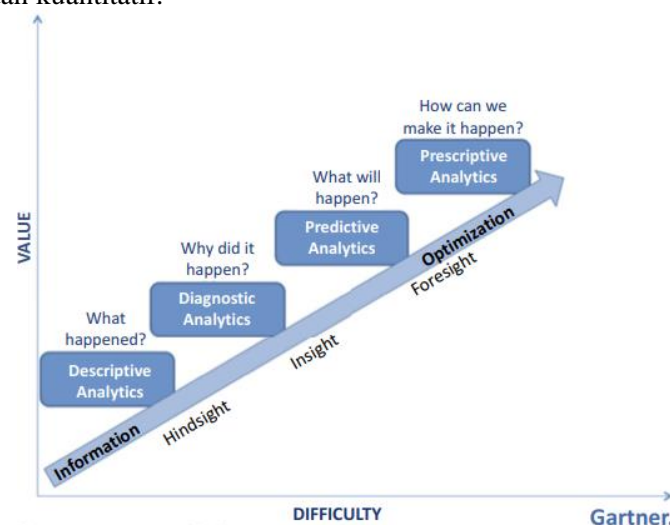 kuantitatif.
How can we
make it happen?
Prescriptive
Analytics
What will
happen?
Predictive
Analytics
Why did it
happen?
Diagnostic
Analytics
What
happened?
Descriptive
Analytics
VALUE
Information
Hindsight
Insight
Foresight
Optimization
DIFFICULTY
Gartner